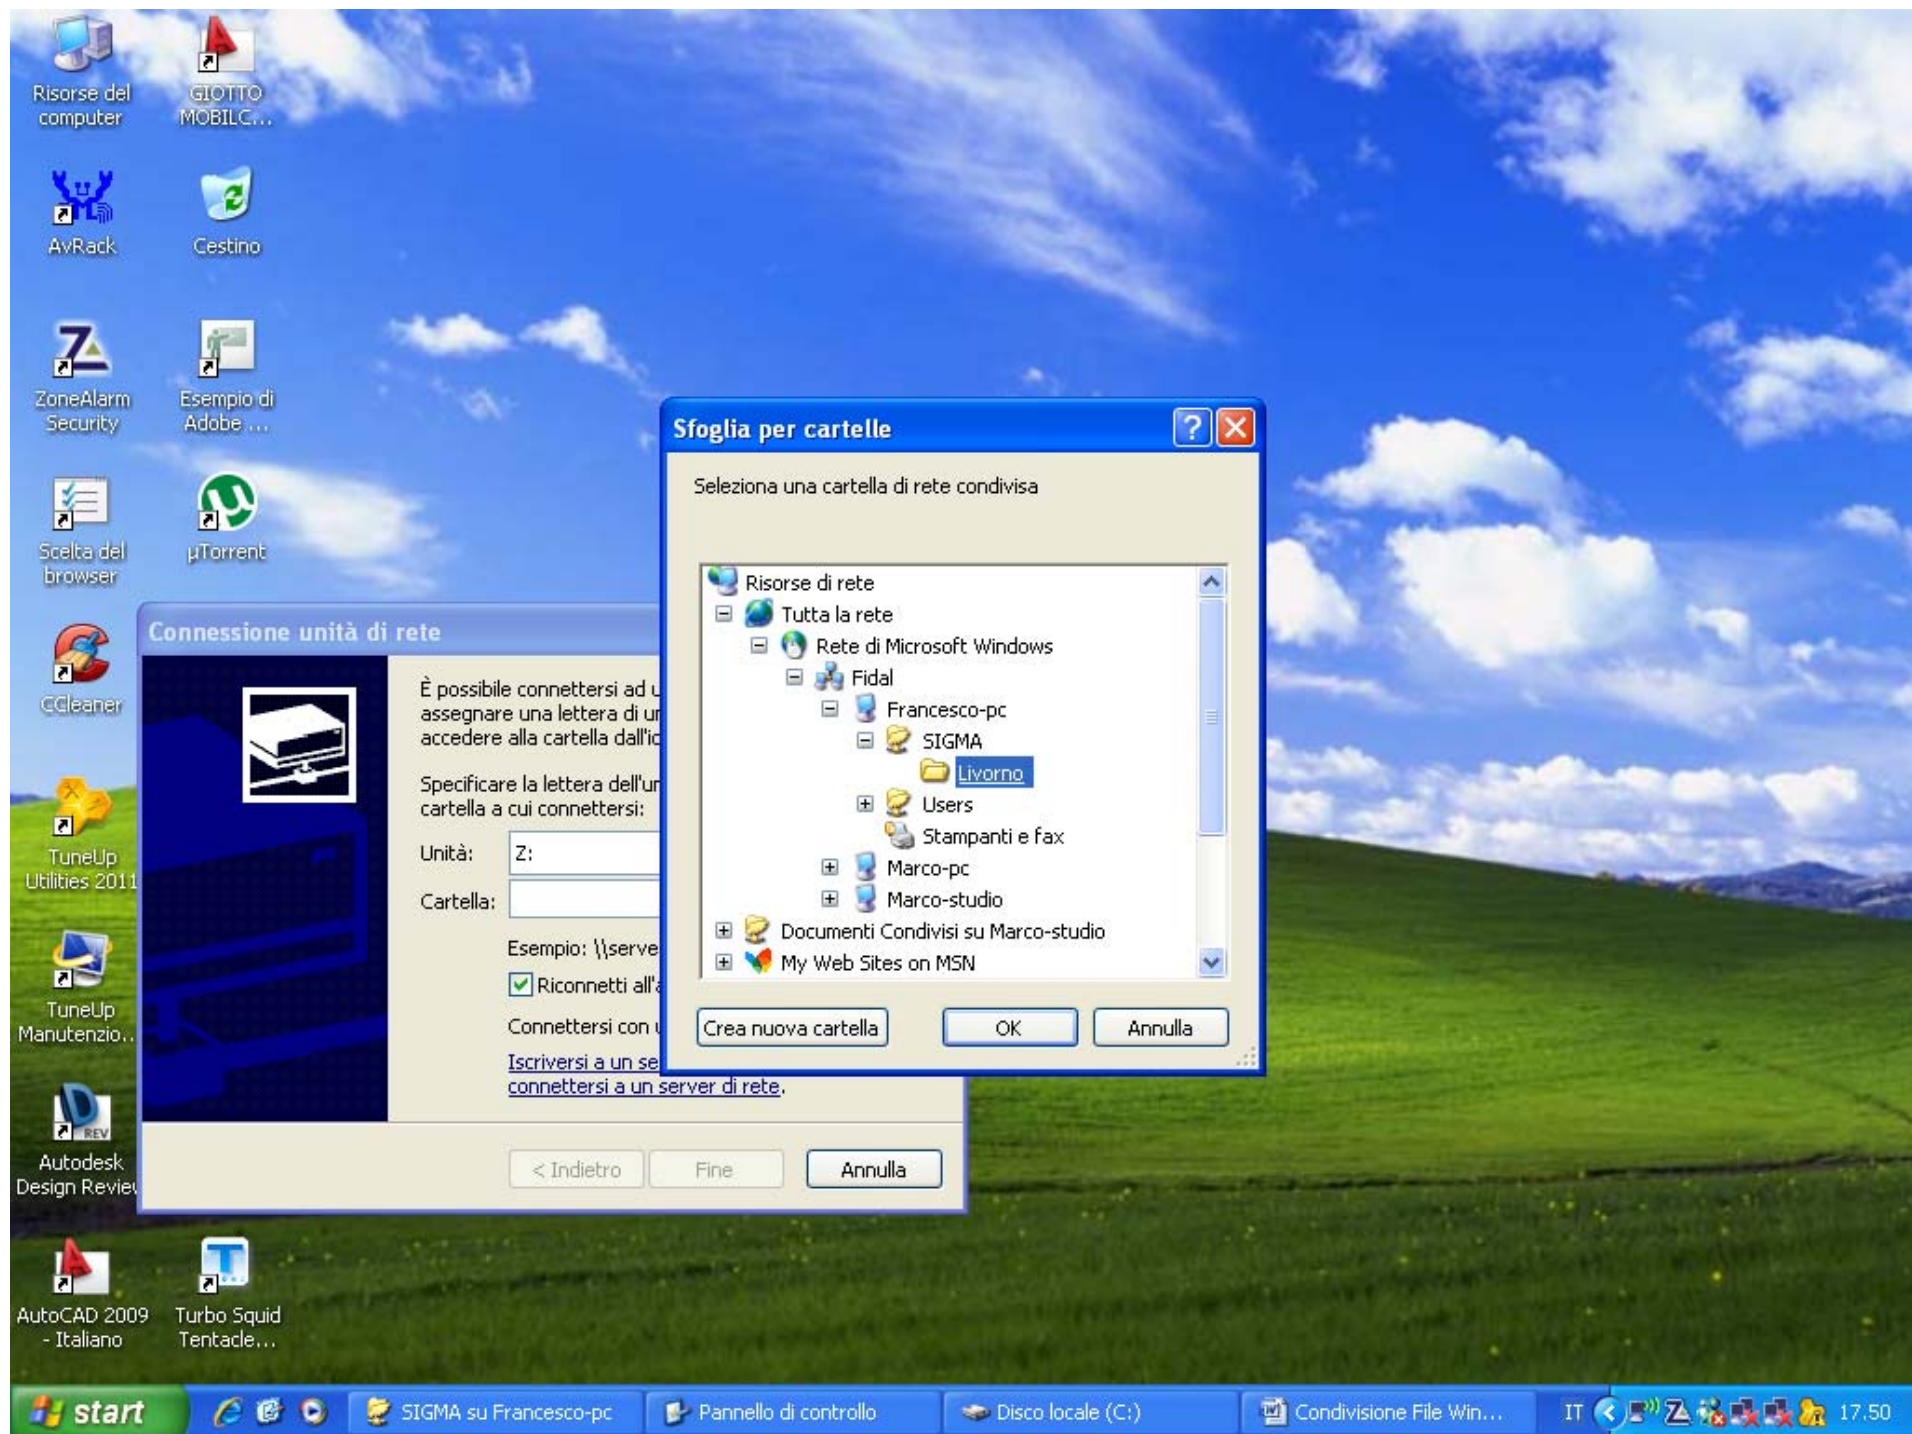 Risorse del
computer
GIOTTO
MOBILC...
AvRack
Cestino
ZoneAlarm
Security
Esempio di
Adobe ...
Scelta del
browser
µTorrent
CCleaner
TuneUp
Utilities 2011
TuneUp
Manutenzio...
REV
Autodesk
Design Review
AutoCAD 2009
- Italiano
Turbo Squid
Tentacle...
Connessione unità di rete
È possibile connettersi ad u
assegnare una lettera di un
accedere alla cartella dall'ic
Specificare la lettera dell'un
cartella a cui connettersi:
Unità: Z:
Cartella:
Esempio: \\serve
Riconnetti all'a
Connettersi con u
Iscriversi a un se
connettersi a un server di rete.
< Indietro Fine Annulla
Sfoglia per cartelle
Seleziona una cartella di rete condivisa
Risorse di rete
Tutta la rete
Rete di Microsoft Windows
Fidal
Francesco-pc
SIGMA
Livorno
Users
Stampanti e fax
Marco-pc
Marco-studio
Documenti Condivisi su Marco-studio
My Web Sites on MSN
Crea nuova cartella OK Annulla
start SIGMA su Francesco-pc Pannello di controllo Disco locale (C:) Condivisione File Win... IT 17.50